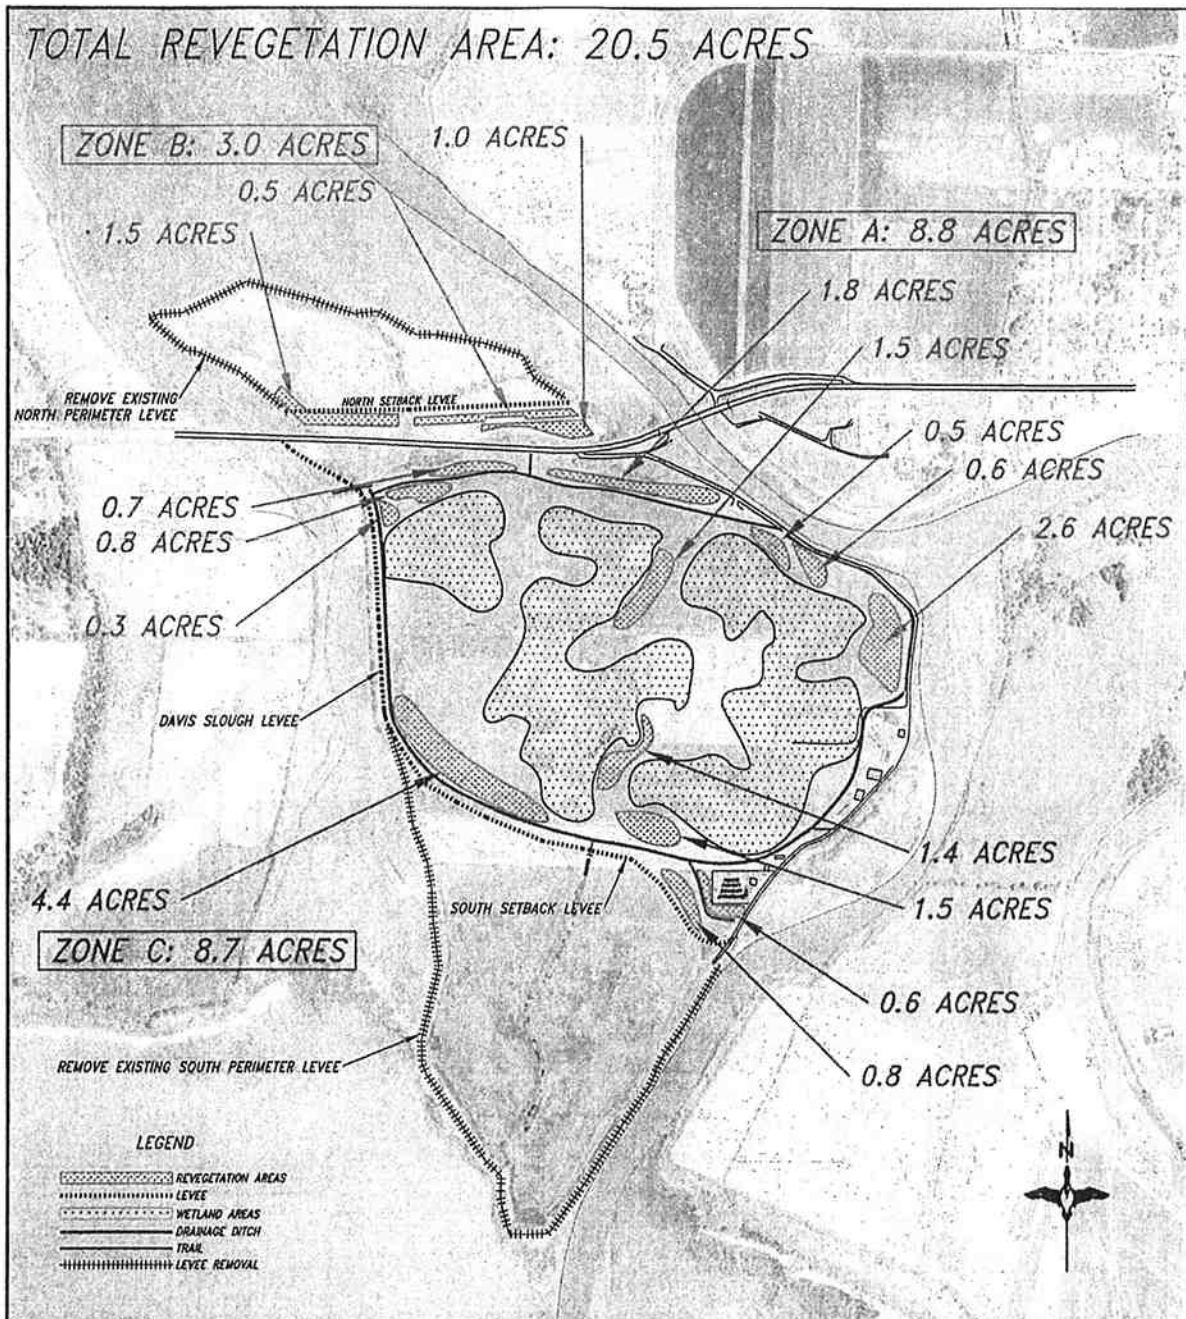 TOTAL REVEGETATION AREA: 20.5 ACRES
ZONE B: 3.0 ACRES
1.0 ACRES
0.5 ACRES
1.5 ACRES
ZONE A: 8.8 ACRES
1.8 ACRES
1.5 ACRES
REMOVE EXISTING
NORTH PERIMETER LEVEE
NORTH SETBACK LEVEE
0.5 ACRES
0.6 ACRES
0.7 ACRES
0.8 ACRES
2.6 ACRES
0.3 ACRES
DAVIS SLOUGH LEVEE
1.4 ACRES
4.4 ACRES
SOUTH SETBACK LEVEE
1.5 ACRES
ZONE C: 8.7 ACRES
0.6 ACRES
REMOVE EXISTING SOUTH PERIMETER LEVEE
0.8 ACRES
LEGEND
REVEGETATION AREAS
LEVEE
WETLAND AREAS
DRAINAGE DITCH
TRAIL
LEVEE REMOVAL
N